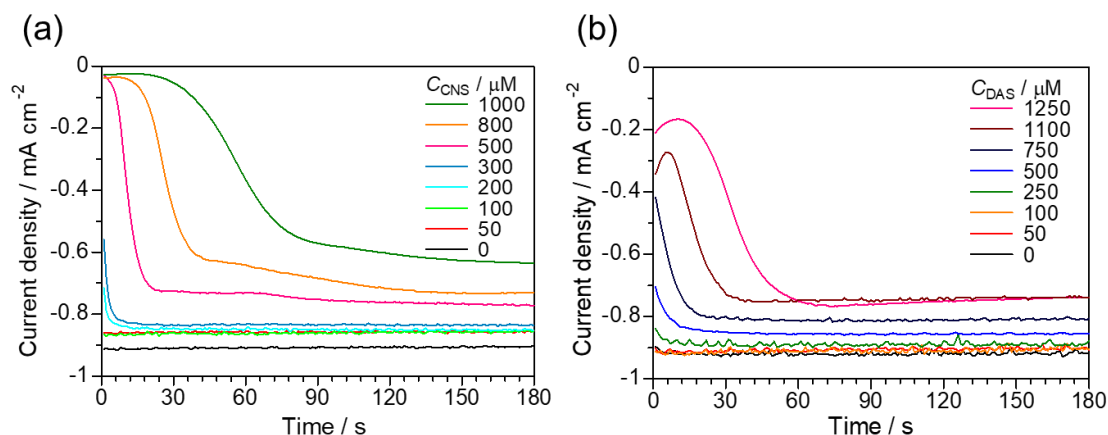 (a)
Current density / mA cm-2
0
-0.2
-0.4
-0.6
-0.8
-1
CCNS / μM
1000
800
500
300
200
100
50
0
0 30 60 90 120 150 180
Time / s
(b)
Current density / mA cm-2
0
-0.2
-0.4
-0.6
-0.8
-1
CDAS / μM
1250
1100
750
500
250
100
50
0
0 30 60 90 120 150 180
Time / s